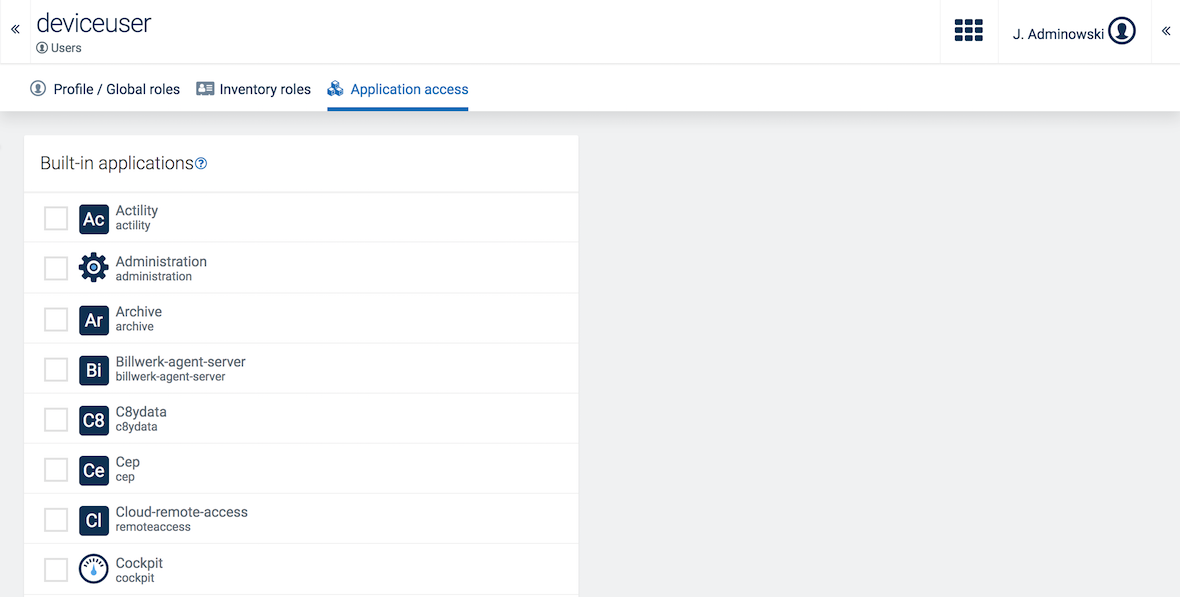 deviceuser
Users
J. Adminowski
Profile / Global roles
Inventory roles
Application access
Built-in applications
Ac
Actility
actility
Administration
administration
Ar
Archive
archive
Bi
Billwerk-agent-server
billwerk-agent-server
C8
C8ydata
c8ydata
Ce
Cep
cep
Cl
Cloud-remote-access
remoteaccess
Cockpit
cockpit